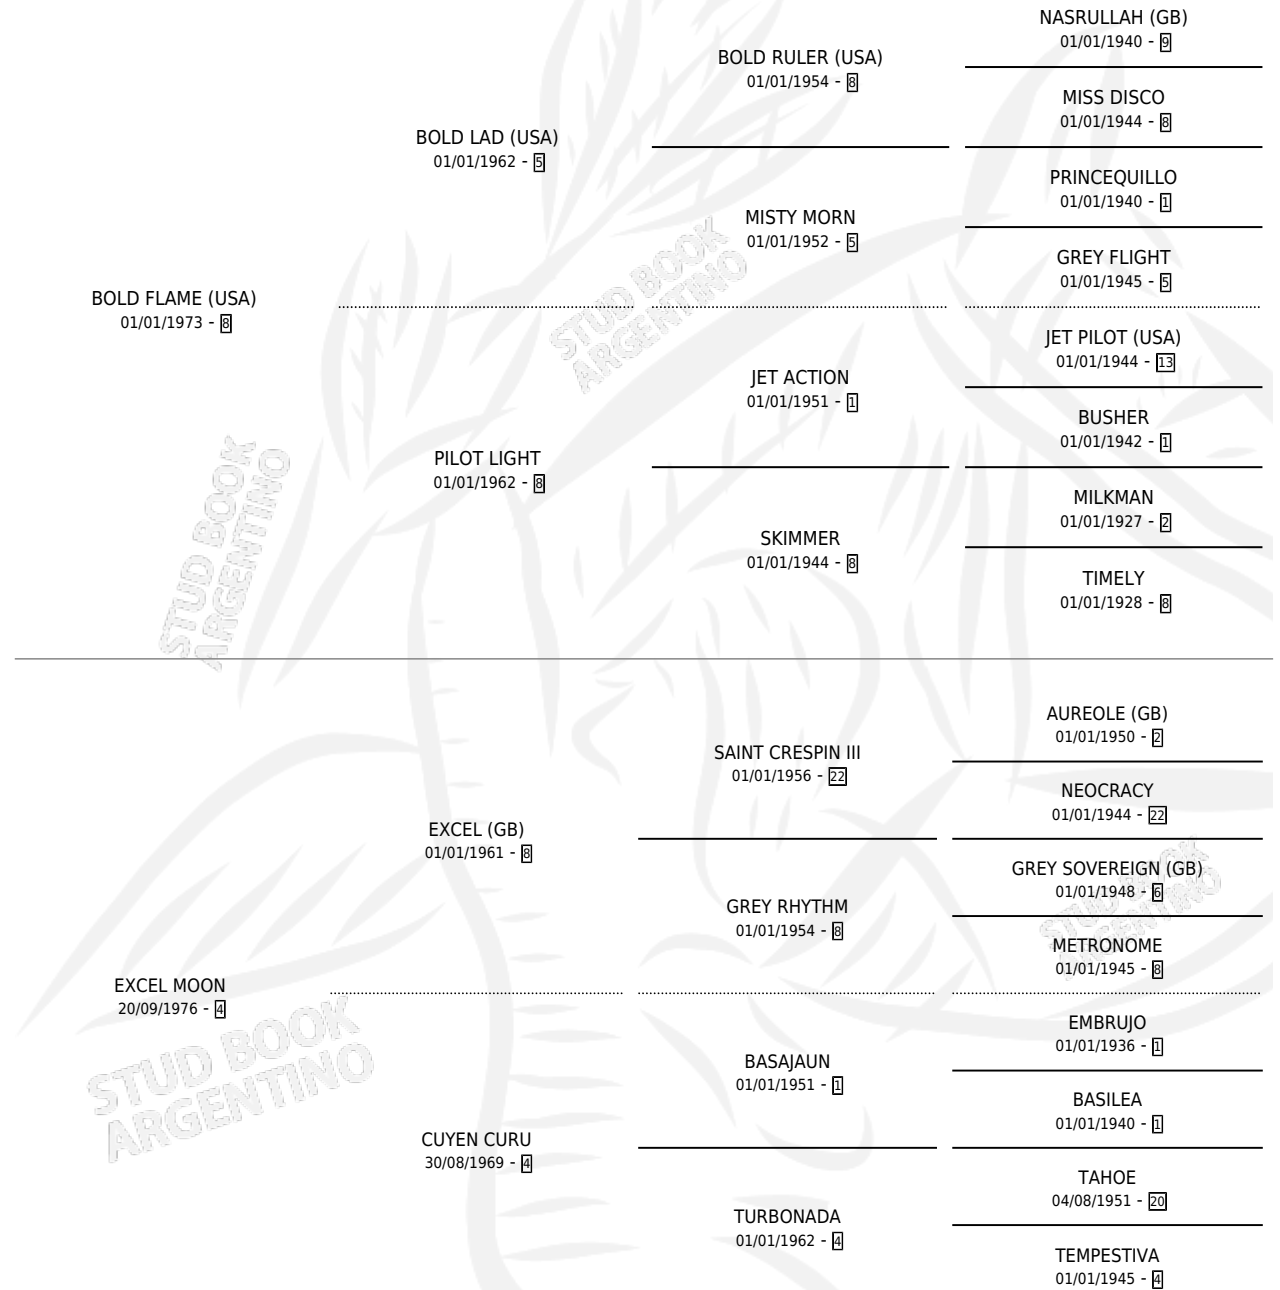 NASRULLAH (GB)
01/01/1940 - 9
BOLD RULER (USA)
01/01/1954 - 8
MISS DISCO
01/01/1944 - 8
BOLD LAD (USA)
01/01/1962 - 5
PRINCEQUILLO
01/01/1940 - 1
MISTY MORN
01/01/1952 - 5
GREY FLIGHT
01/01/1945 - 5
BOLD FLAME (USA)
01/01/1973 - 8
JET PILOT (USA)
01/01/1944 - 13
JET ACTION
01/01/1951 - 1
BUSHER
01/01/1942 - 1
PILOT LIGHT
01/01/1962 - 8
MILKMAN
01/01/1927 - 2
SKIMMER
01/01/1944 - 8
TIMELY
01/01/1928 - 8
AUREOLE (GB)
01/01/1950 - 2
SAINT CRESPIN III
01/01/1956 - 22
NEOCRACY
01/01/1944 - 22
EXCEL (GB)
01/01/1961 - 8
GREY SOVEREIGN (GB)
01/01/1948 - 6
GREY RHYTHM
01/01/1954 - 8
METRONOME
01/01/1945 - 8
EXCEL MOON
20/09/1976 - 4
EMBRUJO
01/01/1936 - 1
BASAJAUN
01/01/1951 - 1
BASILEA
01/01/1940 - 1
CUYEN CURU
30/08/1969 - 4
TAHOE
04/08/1951 - 20
TURBONADA
01/01/1962 - 4
TEMPESTIVA
01/01/1945 - 4
STUD BOOK
ARGENTINO
STUD BOOK
ARGENTINO
STUD BOOK
ARGENTINO
STUD BOOK
ARGENTINO